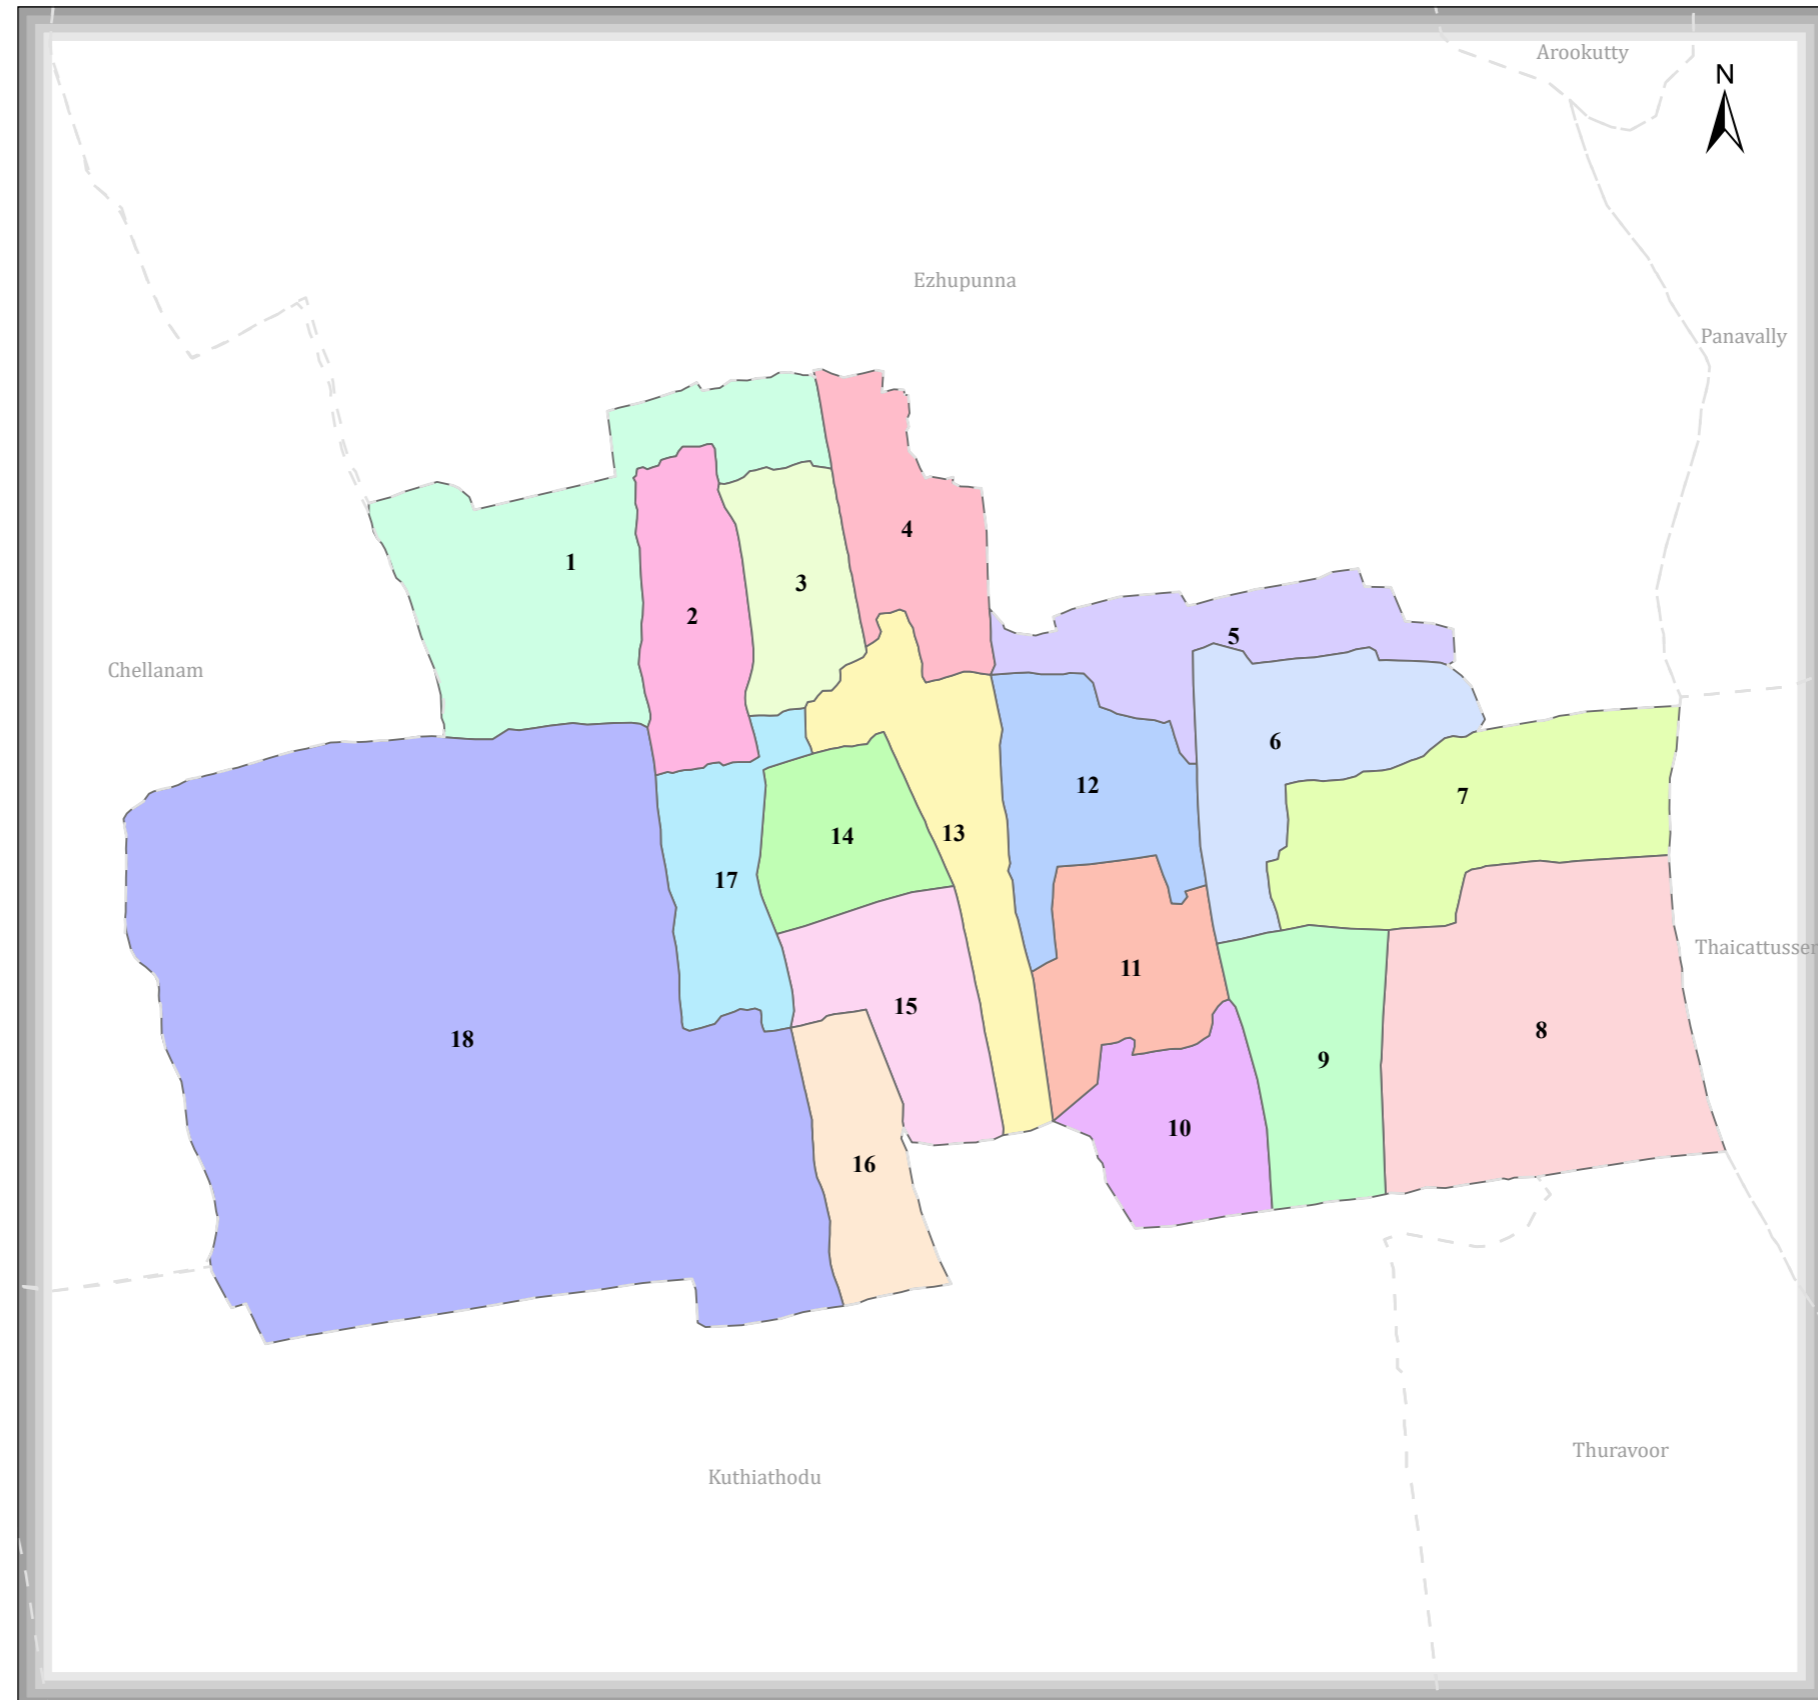 Arookutty
N
Ezhupunna
Panavally
4
1
3
2
5
Chellanam
6
12
7
13
14
17
Thaicattusser
11
15
8
18
9
10
16
Thuravoor
Kuthiathodu